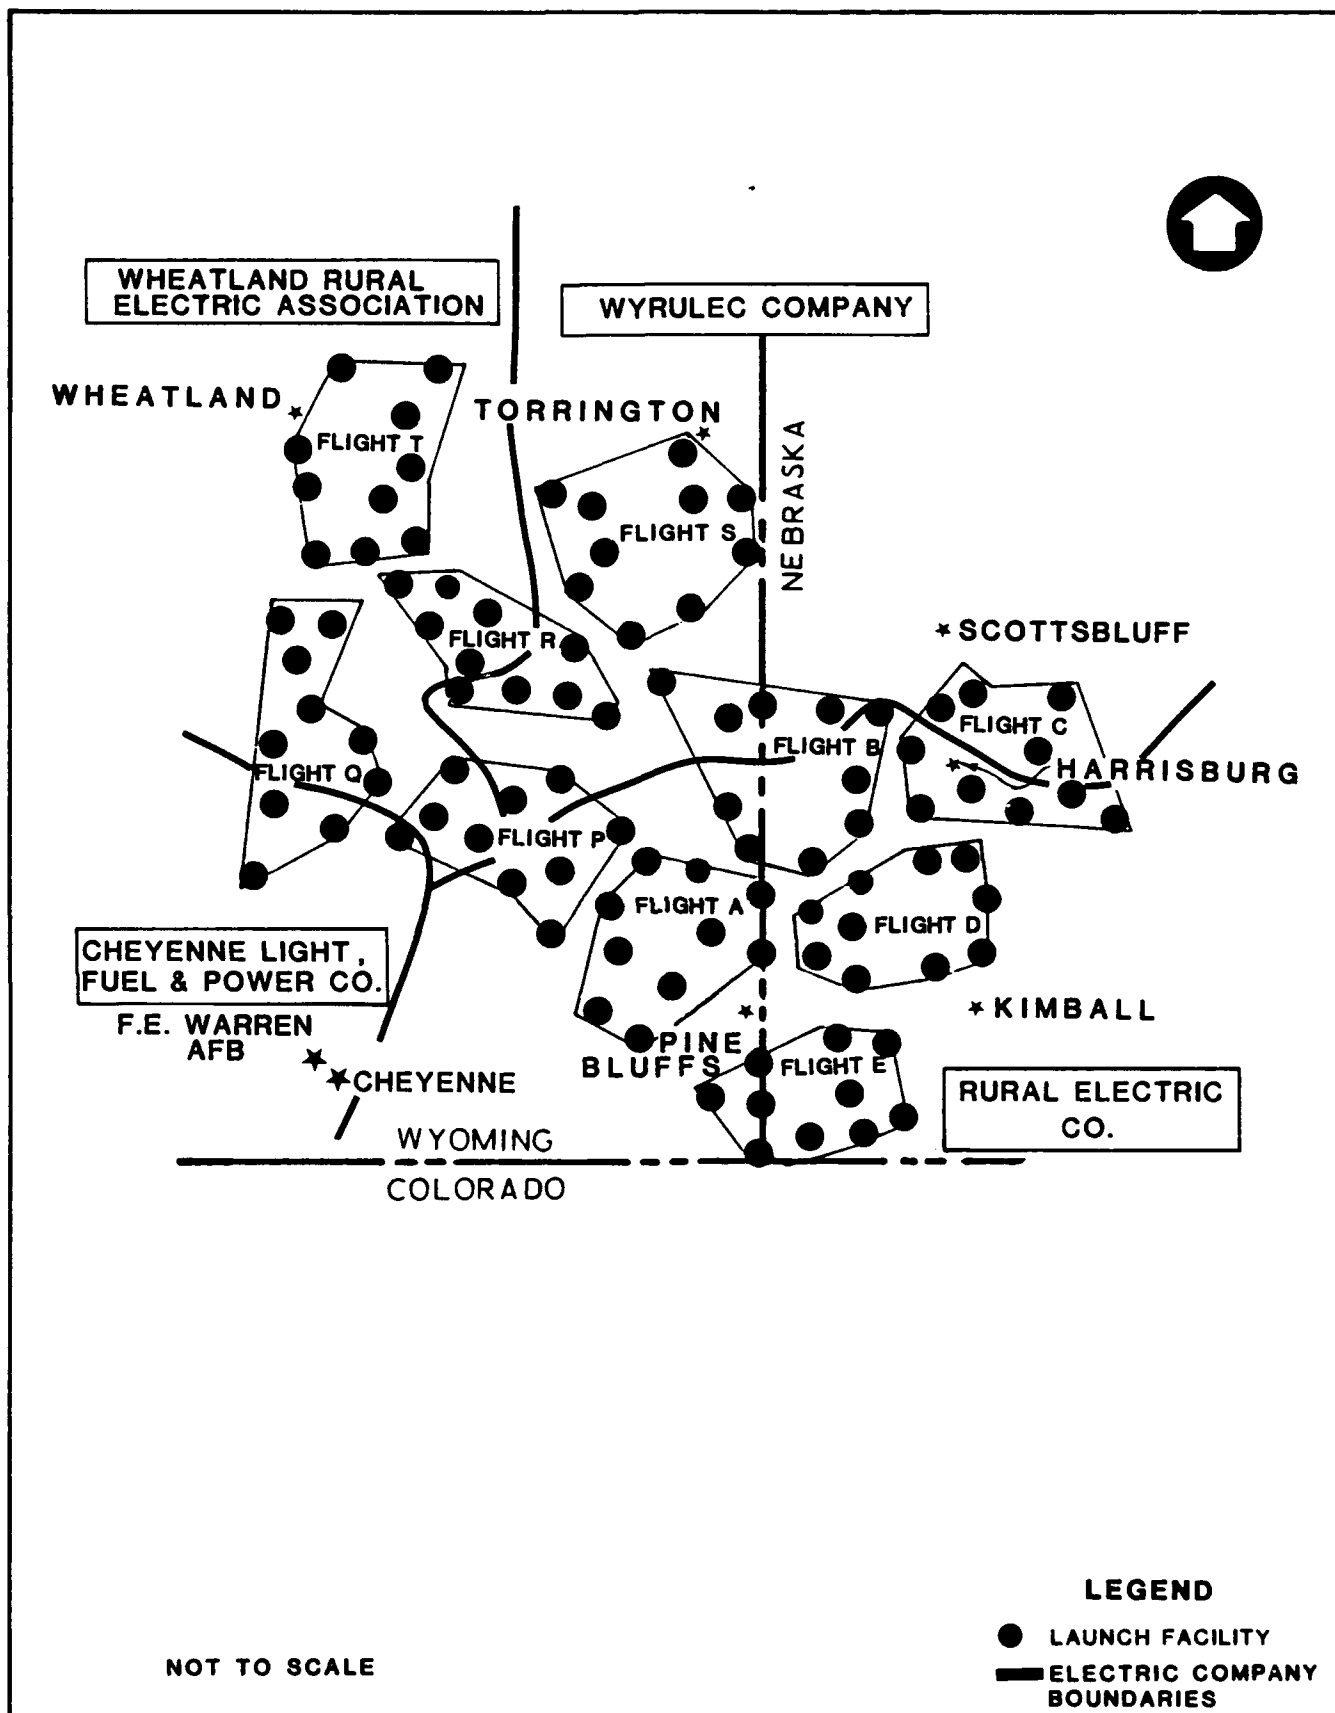 WHEATLAND RURAL
ELECTRIC ASSOCIATION
WYRULEC COMPANY
WHEATLAND
TORRINGTON
NEBRASKA
FLIGHT T
FLIGHT S
SCOTTSBLUFF
FLIGHT R
FLIGHT C
FLIGHT B
FLIGHT Q
HARRISBURG
FLIGHT P
FLIGHT A
FLIGHT D
CHEYENNE LIGHT,
FUEL & POWER CO.
KIMBALL
F.E. WARREN
AFB
PINE
BLUFFS
FLIGHT E
CHEYENNE
RURAL ELECTRIC
CO.
WYOMING
COLORADO
LEGEND
LAUNCH FACILITY
ELECTRIC COMPANY
BOUNDARIES
NOT TO SCALE